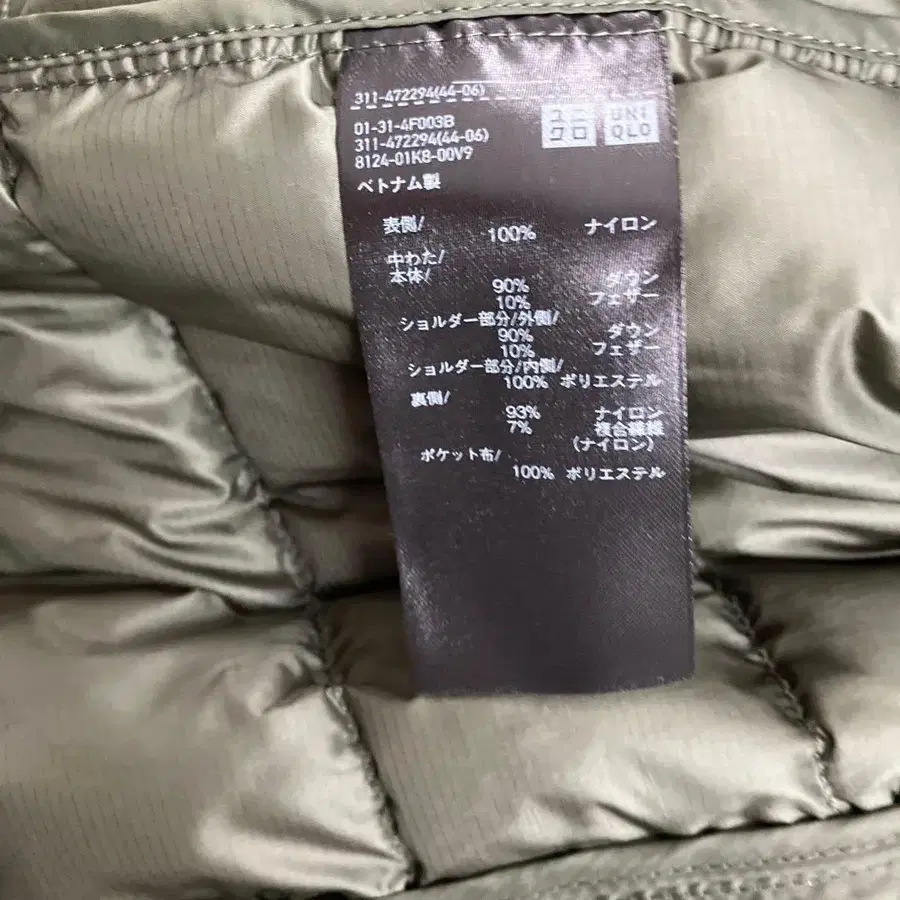 311-472294(44-06)
ユニクロ UNIQLO
01-31-4F003B
311-472294(44-06)
8124-01K8-00V9
ベトナム製
表側/
100% ナイロン
中わた/
本体/
90% ダウン
10% フェザー
ショルダー部分/外側/
90% ダウン
10% フェザー
ショルダー部分/内側/
100% ポリエステル
裏側/
93% ナイロン
7% 複合繊維
(ナイロン)
ポケット布/
100% ポリエステル